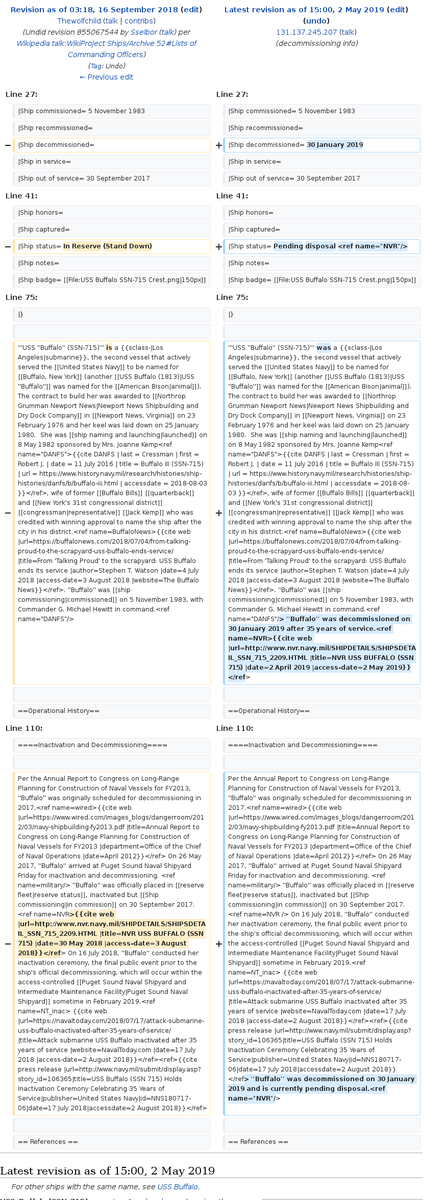 Revision as of 03:18, 16 September 2018 (edit)
Thewolfchild (talk | contribs)
(Undid revision 855067544 by Sselbor (talk) per
Wikipedia talk:WikiProject Ships/Archive 52#Lists of
Commanding Officers)
(Tag: Undo)
← Previous edit
Latest revision as of 15:00, 2 May 2019 (edit)
(undo)
131.137.245.207 (talk)
(decommissioning info)
Line 27:
|Ship commissioned= 5 November 1983
|Ship recommissioned=
− |Ship decommissioned=
|Ship in service=
|Ship out of service= 30 September 2017
Line 27:
|Ship commissioned= 5 November 1983
|Ship recommissioned=
+ |Ship decommissioned= 30 January 2019
|Ship in service=
|Ship out of service= 30 September 2017
Line 41:
|Ship honors=
|Ship captured=
− |Ship status= In Reserve (Stand Down)
|Ship notes=
|Ship badge= [[File:USS Buffalo SSN-715 Crest.png|150px]]
Line 41:
|Ship honors=
|Ship captured=
+ |Ship status= Pending disposal <ref name="NVR"/>
|Ship notes=
|Ship badge= [[File:USS Buffalo SSN-715 Crest.png|150px]]
Line 75:
|}
'''USS ''Buffalo'' (SSN-715)''' is a {{sclass-|Los
Angeles|submarine}}, the second vessel that actively
served the [[United States Navy]] to be named for
[[Buffalo, New York]] (another [[USS Buffalo (1813)|USS
''Buffalo'']] was named for the [[American Bison|animal]]).
The contract to build her was awarded to [[Northrop
Grumman Newport News|Newport News Shipbuilding and
Dry Dock Company]] in [[Newport News, Virginia]] on 23
February 1976 and her keel was laid down on 25
January 1980.  She was [[ship naming and launching|launched]] on
8 May 1982 sponsored by Mrs. Joanne Kemp<ref
name="DANFS">{{cite DANFS | last = Cressman | first =
Robert J. | date = 11 July 2016 | title = Buffalo III (SSN-715)
| url = https://www.history.navy.mil/research/histories/ship-
histories/danfs/b/buffalo-iii.html | accessdate = 2018-08-03
}}</ref>, wife of former [[Buffalo Bills]] [[quarterback]]
and [[New York's 31st congressional district]]
[[congressman|representative]] [[Jack Kemp]] who was
credited with winning approval to name the ship after the
city in his district.<ref name=BuffaloNews>{{cite web
|url=https://buffalonews.com/2018/07/04/from-talking-
proud-to-the-scrapyard-uss-buffalo-ends-service/
|title=From 'Talking Proud' to the scrapyard: USS Buffalo
ends its service |author=Stephen T. Watson |date=4 July
2018 |access-date=3 August 2018 |website=The Buffalo
News}}</ref>. ''Buffalo'' was [[ship
commissioning|commissioned]] on 5 November 1983, with
Commander G. Michael Hewitt in command.<ref
name="DANFS"/>
==Operational History==
Line 75:
|}
'''USS ''Buffalo'' (SSN-715)''' was a {{sclass-|Los
Angeles|submarine}}, the second vessel that actively
served the [[United States Navy]] to be named for
[[Buffalo, New York]] (another [[USS Buffalo (1813)|USS
''Buffalo'']] was named for the [[American Bison|animal]]).
The contract to build her was awarded to [[Northrop
Grumman Newport News|Newport News Shipbuilding and
Dry Dock Company]] in [[Newport News, Virginia]] on 23
February 1976 and her keel was laid down on 25
January 1980.  She was [[ship naming and launching|launched]] on
8 May 1982 sponsored by Mrs. Joanne Kemp<ref
name="DANFS">{{cite DANFS | last = Cressman | first =
Robert J. | date = 11 July 2016 | title = Buffalo III (SSN-715)
| url = https://www.history.navy.mil/research/histories/ship-
histories/danfs/b/buffalo-iii.html | accessdate = 2018-08-
03 }}</ref>, wife of former [[Buffalo Bills]] [[quarterback]]
and [[New York's 31st congressional district]]
[[congressman|representative]] [[Jack Kemp]] who was
credited with winning approval to name the ship after the
city in his district.<ref name=BuffaloNews>{{cite web
|url=https://buffalonews.com/2018/07/04/from-talking-
proud-to-the-scrapyard-uss-buffalo-ends-service/
|title=From 'Talking Proud' to the scrapyard: USS Buffalo
ends its service |author=Stephen T. Watson |date=4 July
2018 |access-date=3 August 2018 |website=The Buffalo
News}}</ref>. ''Buffalo'' was [[ship
commissioning|commissioned]] on 5 November 1983, with
Commander G. Michael Hewitt in command.<ref
name="DANFS"/> ''Buffalo'' was decommissioned on
30 January 2019 after 35 years of service.<ref
name=NVR>{{cite web
|url=http://www.nvr.navy.mil/SHIPDETAILS/SHIPSDETA
IL_SSN_715_2209.HTML |title=NVR USS BUFFALO (SSN
715) |date=2 April 2019 |access-date=2 May 2019}}
</ref>
==Operational History==
Line 110:
====Inactivation and Decommissioning====
Per the Annual Report to Congress on Long-Range
Planning for Construction of Naval Vessels for FY2013,
''Buffalo'' was originally scheduled for decommissioning in
2017.<ref name=wired>{{cite web
|url=https://www.wired.com/images_blogs/dangerroom/201
2/03/navy-shipbuilding-fy2013.pdf |title=Annual Report to
Congress on Long-Range Planning for Construction of
Naval Vessels for FY2013 |department=Office of the Chief
of Naval Operations |date=April 2012}}</ref> On 26 May
2017, ''Buffalo'' arrived at Puget Sound Naval Shipyard
Friday for inactivation and decommissioning. <ref
name=military/> ''Buffalo'' was officially placed in [[reserve
fleet|reserve status]], inactivated but [[Ship
commissioning|in commission]] on 30 September 2017.
<ref name=NVR>{{cite web
|url=http://www.nvr.navy.mil/SHIPDETAILS/SHIPSDETA
IL_SSN_715_2209.HTML |title=NVR USS BUFFALO (SSN
715) |date=30 May 2018 |access-date=3 August
2018}}</ref> On 16 July 2018, ''Buffalo'' conducted her
inactivation ceremony, the final public event prior to the
ship's official decommissioning, which will occur within
the access-controlled [[Puget Sound Naval Shipyard and
Intermediate Maintenance Facility|Puget Sound Naval
Shipyard]] sometime in February 2019.<ref
name=NT_inac> {{cite web
|url=https://navaltoday.com/2018/07/17/attack-submarine-
uss-buffalo-inactivated-after-35-years-of-service/
|title=Attack submarine USS Buffalo inactivated after 35
years of service |website=NavalToday.com |date=17 July
2018 |access-date=2 August 2018}}</ref><ref>{{cite
press release |url=http://www.navy.mil/submit/display.asp?
story_id=106365|title=USS Buffalo (SSN 715) Holds
Inactivation Ceremony Celebrating 35 Years of
Service|publisher=United States Navy|id=NNS180717-
06|date=17 July 2018|accessdate=2 August 2018}}</ref>
== References ==
Line 110:
====Inactivation and Decommissioning====
Per the Annual Report to Congress on Long-Range
Planning for Construction of Naval Vessels for FY2013,
''Buffalo'' was originally scheduled for decommissioning in
2017.<ref name=wired>{{cite web
|url=https://www.wired.com/images_blogs/dangerroom/201
2/03/navy-shipbuilding-fy2013.pdf |title=Annual Report to
Congress on Long-Range Planning for Construction of
Naval Vessels for FY2013 |department=Office of the Chief
of Naval Operations |date=April 2012}}</ref> On 26 May
2017, ''Buffalo'' arrived at Puget Sound Naval Shipyard
Friday for inactivation and decommissioning. <ref
name=military/> ''Buffalo'' was officially placed in [[reserve
fleet|reserve status]], inactivated but [[Ship
commissioning|in commission]] on 30 September 2017.
<ref name=NVR /> On 16 July 2018, ''Buffalo'' conducted
her inactivation ceremony, the final public event prior to
the ship's official decommissioning, which will occur within
the access-controlled [[Puget Sound Naval Shipyard and
Intermediate Maintenance Facility|Puget Sound Naval
Shipyard]] sometime in February 2019.<ref
name=NT_inac> {{cite web
|url=https://navaltoday.com/2018/07/17/attack-submarine-
uss-buffalo-inactivated-after-35-years-of-service/
|title=Attack submarine USS Buffalo inactivated after 35
years of service |website=NavalToday.com |date=17 July
2018 |access-date=2 August 2018}}</ref><ref>{{cite
press release |url=http://www.navy.mil/submit/display.asp?
story_id=106365|title=USS Buffalo (SSN 715) Holds
Inactivation Ceremony Celebrating 35 Years of
Service|publisher=United States Navy|id=NNS180717-
06|date=17 July 2018|accessdate=2 August 2018}}
</ref> ''Buffalo'' was decommissioned on 30 January
2019 and is currently pending disposal.<ref
name="NVR"/>
== References ==
Latest revision as of 15:00, 2 May 2019
For other ships with the same name, see USS Buffalo.